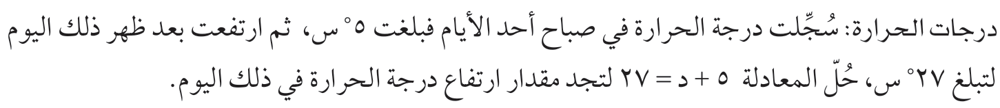 درجات الحرارة: سُجِّلت درجة الحرارة في صباح أحد الأيام فبلغت ٥° س، ثم ارتفعت بعد ظهر ذلك اليوم
لتبلغ ٢٧° س، حُلّ المعادلة ٥ + د = ٢٧ لتجد مقدار ارتفاع درجة الحرارة في ذلك اليوم.